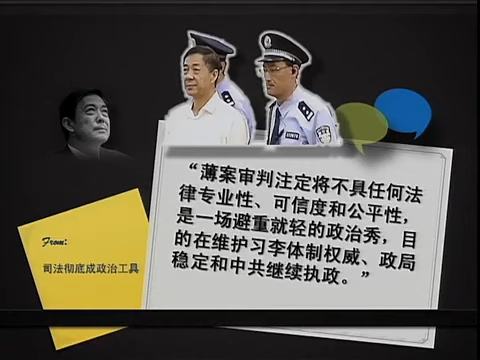 “薄案审判注定将不具任何法
律专业性、可信度和公平性，
是一场避重就轻的政治秀，目
的在维护习李体制权威、政局
稳定和中共继续执政。”
From:
司法彻底成政治工具